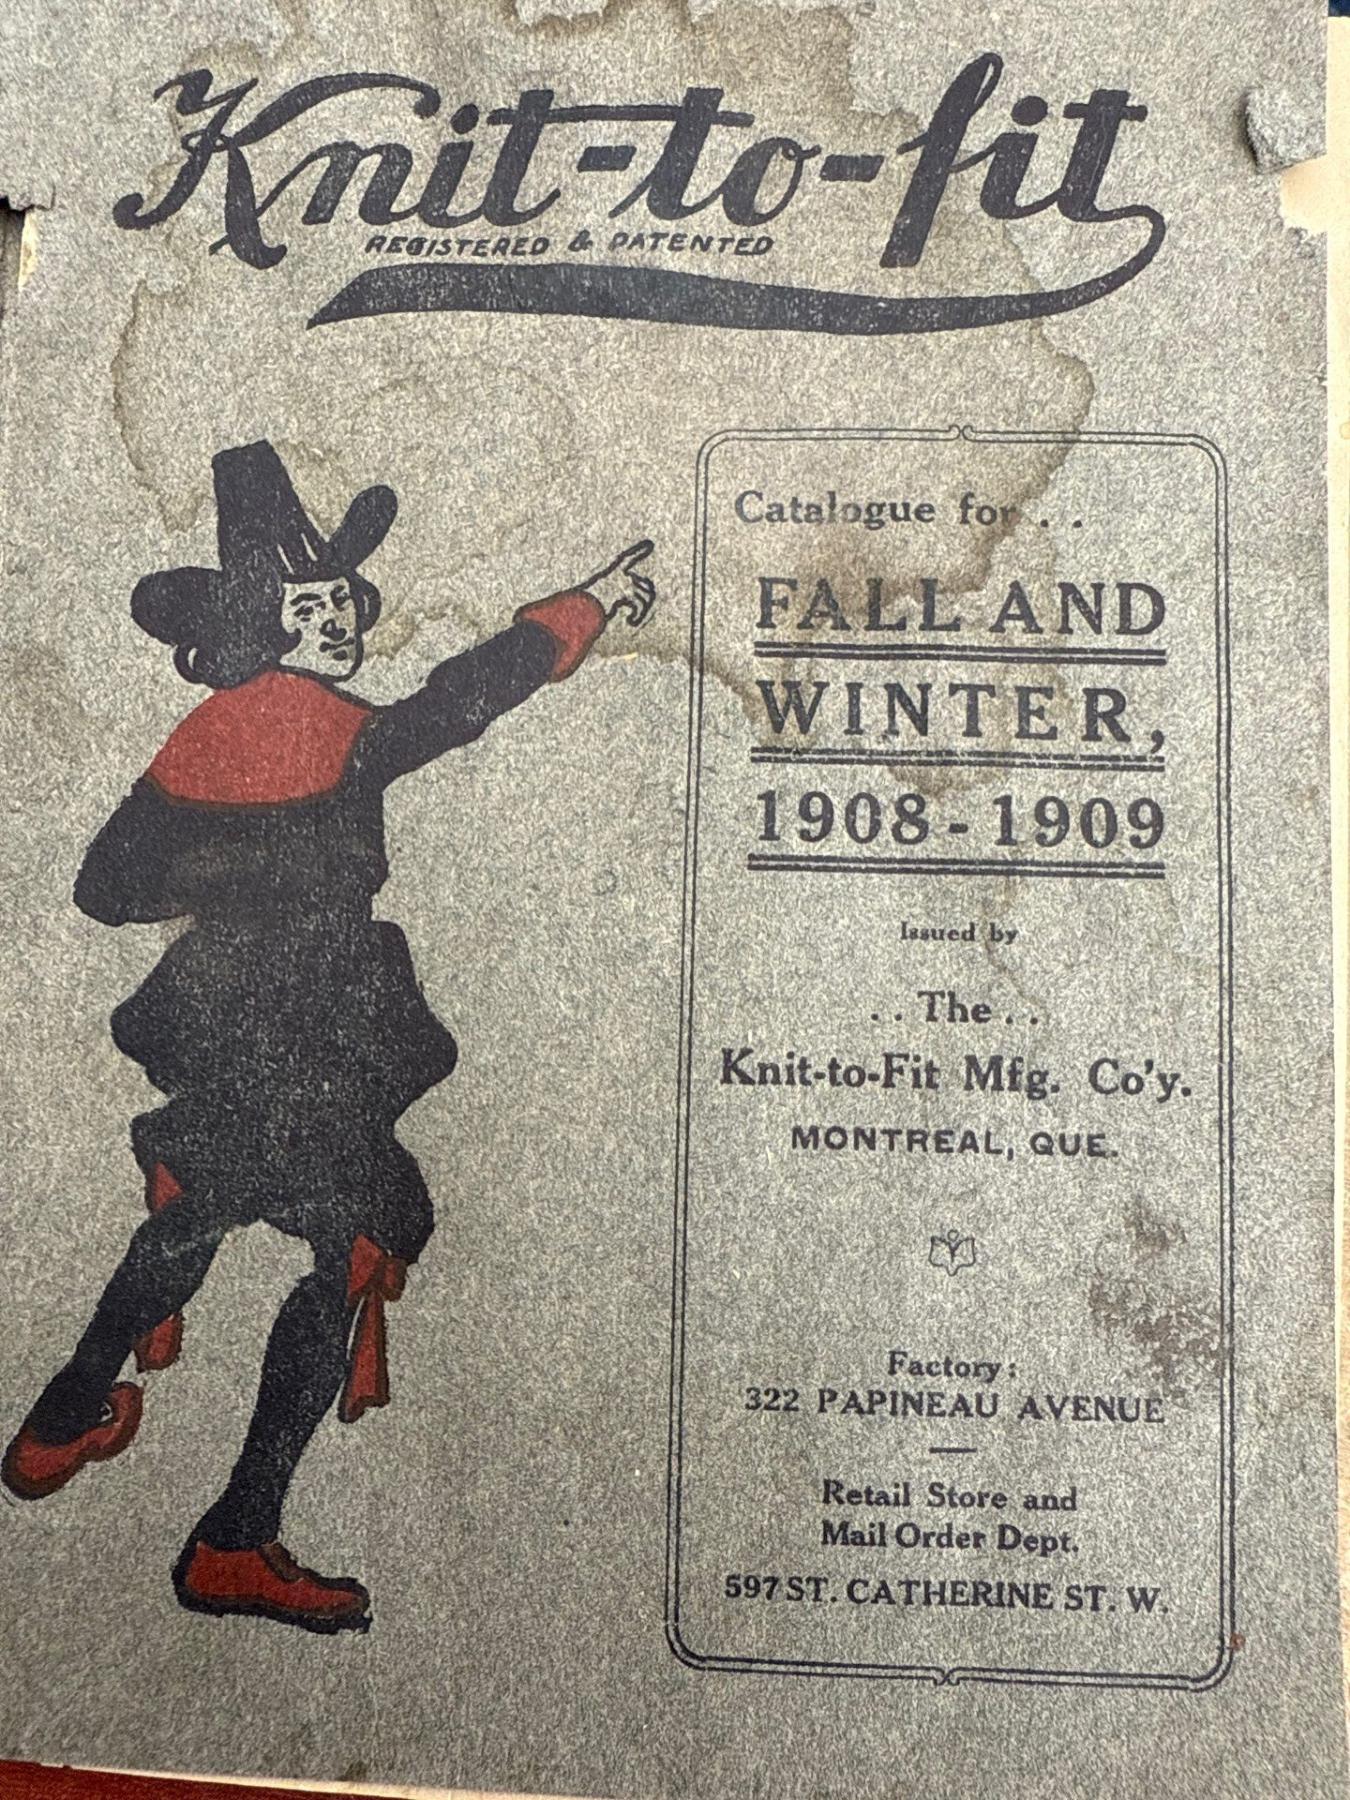 Knit-to-fit
REGISTERED & PATENTED
Catalogue for . .
FALL AND
WINTER,
1908-1909
Issued by
. . The . .
Knit-to-Fit Mfg. Co'y.
MONTREAL, QUE.
Factory:
322 PAPINEAU AVENUE
Retail Store and
Mail Order Dept.
597 ST. CATHERINE ST. W.